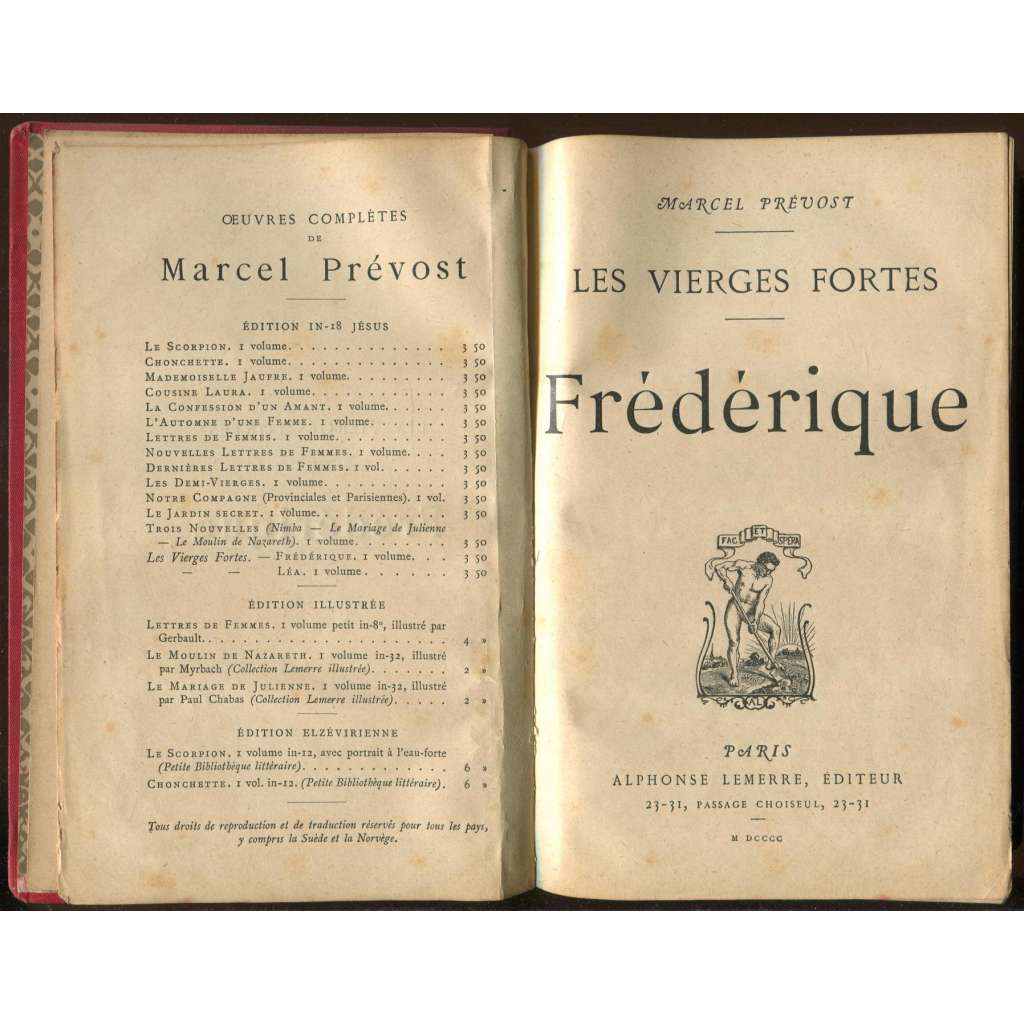 ŒUVRES COMPLÈTES
DE
Marcel Prévost
ÉDITION IN-18 JÉSUS
LE SCORPION. 1 volume. . . . . . . . . . . . . . 3 50
CHONCHETTE. 1 volume. . . . . . . . . . . . . . 3 50
MADEMOISELLE JAUFRE. 1 volume. . . . . . . . . 3 50
COUSINE LAURA. 1 volume. . . . . . . . . . . . 3 50
LA CONFESSION D'UN AMANT. 1 volume. . . . . . 3 50
L'AUTOMNE D'UNE FEMME. 1 volume. . . . . . . . 3 50
LETTRES DE FEMMES. 1 volume. . . . . . . . . . 3 50
NOUVELLES LETTRES DE FEMMES. 1 volume. . . . 3 50
DERNIÈRES LETTRES DE FEMMES. 1 vol. . . . . . 3 50
LES DEMI-VIERGES. 1 volume. . . . . . . . . . . 3 50
NOTRE COMPAGNE (Provinciales et Parisiennes). 1 vol. 3 50
LE JARDIN SECRET. 1 volume. . . . . . . . . . . 3 50
TROIS NOUVELLES (Nimba — Le Mariage de Julienne
— Le Moulin de Nazareth). 1 volume. . . . . . . 3 50
Les Vierges Fortes. — FRÉDÉRIQUE. 1 volume. . . . 3 50
— — LÉA. 1 volume . . . . . . 3 50
ÉDITION ILLUSTRÉE
LETTRES DE FEMMES. 1 volume petit in-8º, illustré par
Gerbault. . . . . . . . . . . . . . . . . . . . 4 »
LE MOULIN DE NAZARETH. 1 volume in-32, illustré
par Myrbach (Collection Lemerre illustrée). . . . . . 2 »
LE MARIAGE DE JULIENNE. 1 volume in-32, illustré
par Paul Chabas (Collection Lemerre illustrée). . . . . 2 »
ÉDITION ELZÉVIRIENNE
LE SCORPION. 1 volume in-12, avec portrait à l'eau-forte
(Petite Bibliothèque littéraire). . . . . . . . . . . . 6 »
CHONCHETTE. 1 vol. in-12. (Petite Bibliothèque littéraire). 6 »
Tous droits de reproduction et de traduction réservés pour tous les pays,
y compris la Suède et la Norvège.
MARCEL PRÉVOST
LES VIERGES FORTES
Frédérique
FAC ET SPERA
AL
PARIS
ALPHONSE LEMERRE, ÉDITEUR
23-31, PASSAGE CHOISEUL, 23-31
M DCCCC